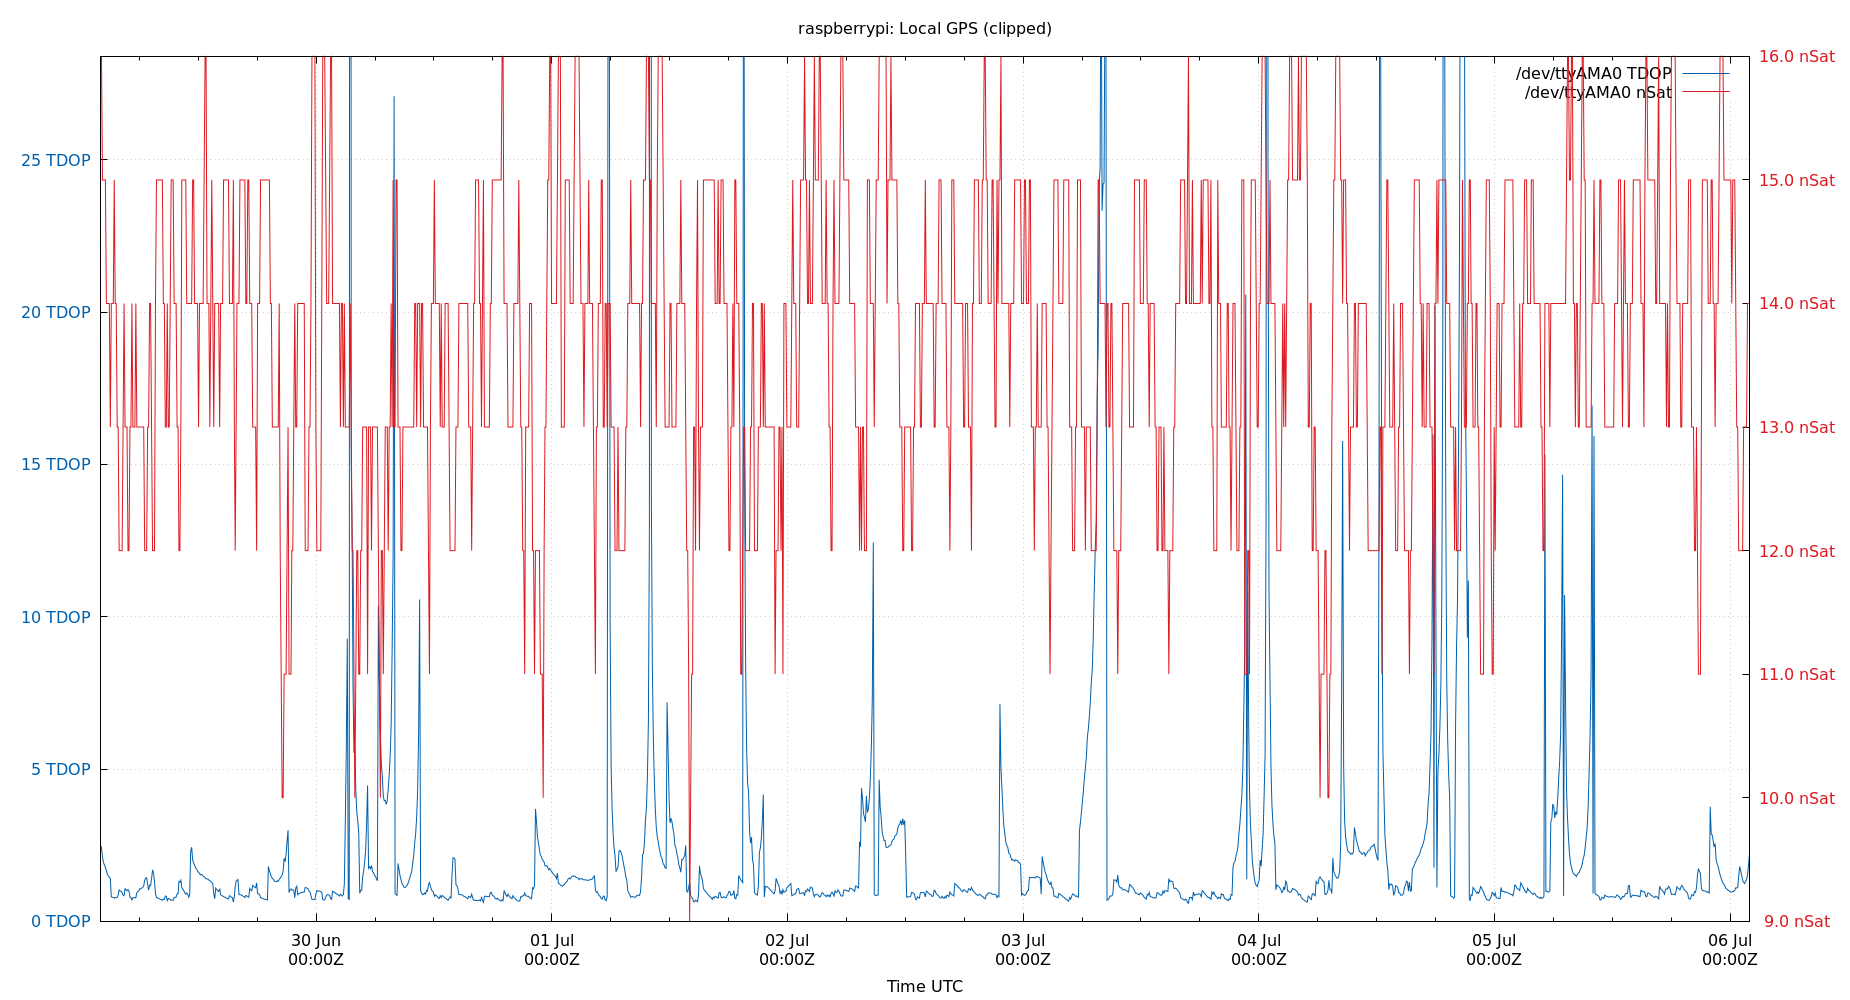 raspberrypi: Local GPS (clipped)
16.0 nSat
/dev/ttyAMA0 TDOP
/dev/ttyAMA0 nSat
25 TDOP
15.0 nSat
20 TDOP
14.0 nSat
13.0 nSat
15 TDOP
12.0 nSat
10 TDOP
11.0 nSat
5 TDOP
10.0 nSat
0 TDOP
9.0 nSat
30 Jun
00:00Z
01 Jul
00:00Z
02 Jul
00:00Z
03 Jul
00:00Z
04 Jul
00:00Z
05 Jul
00:00Z
06 Jul
00:00Z
Time UTC